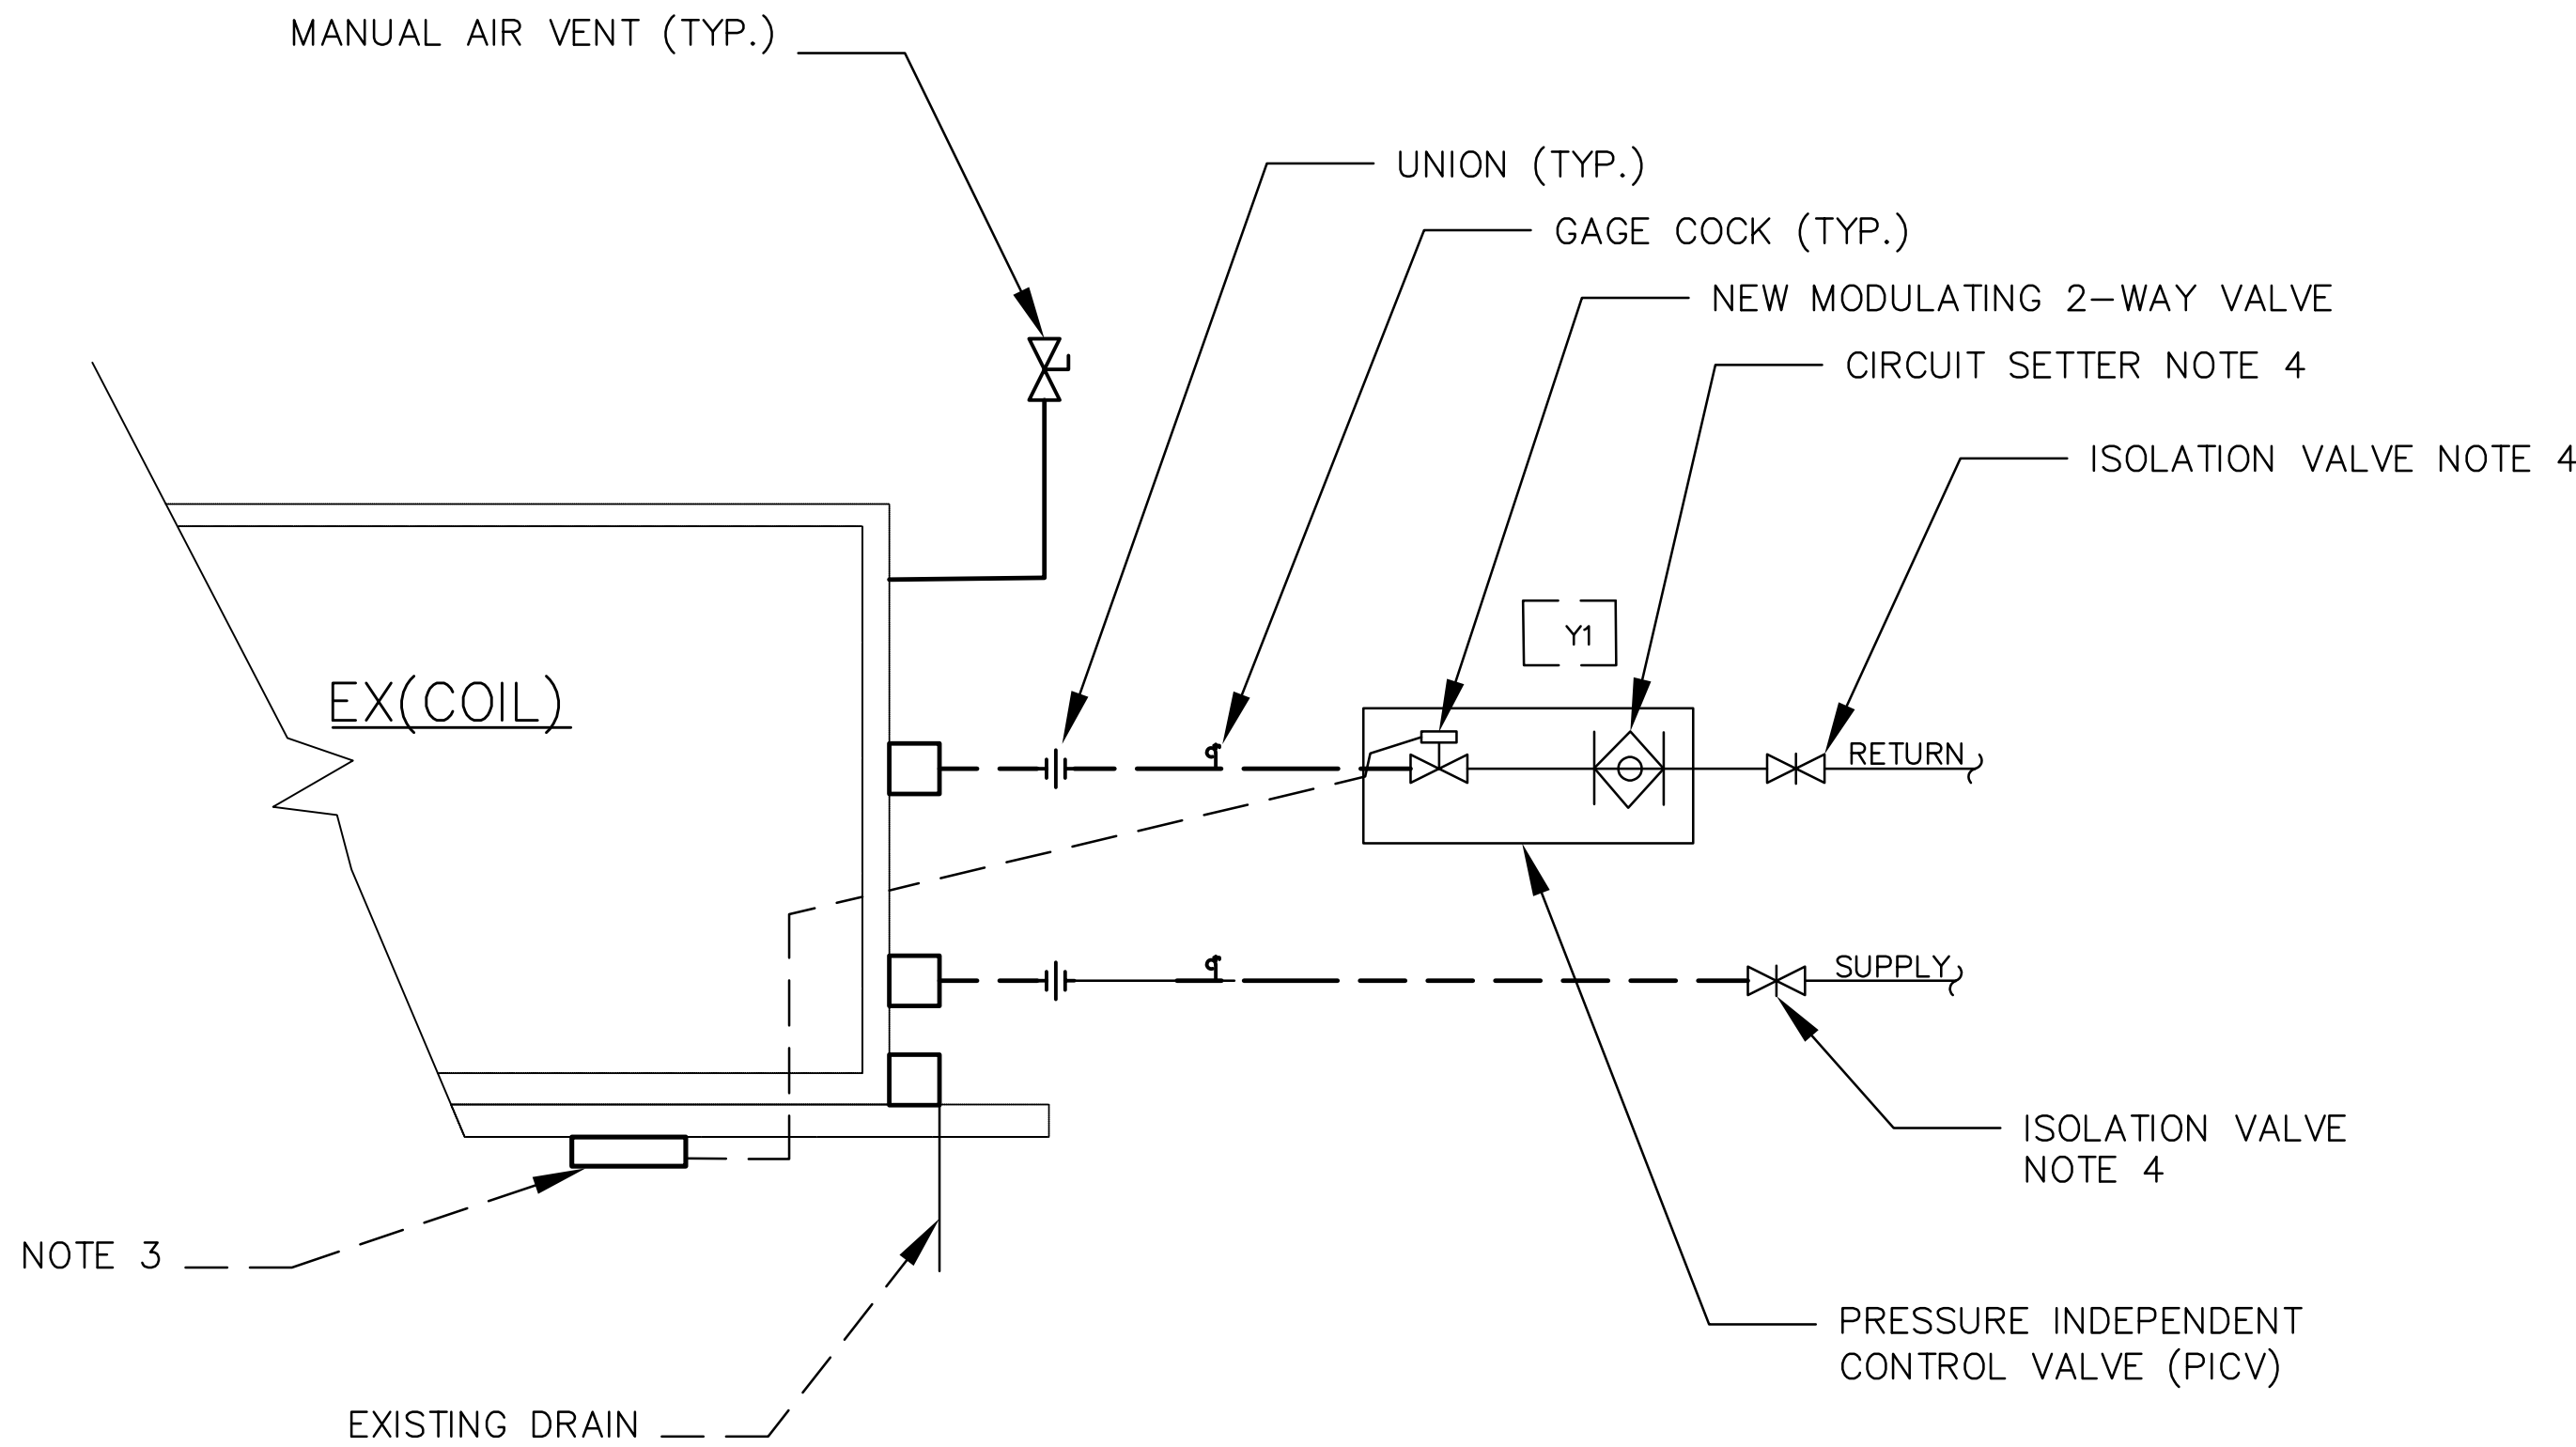 MANUAL AIR VENT (TYP.)
UNION (TYP.)
GAGE COCK (TYP.)
NEW MODULATING 2-WAY VALVE
CIRCUIT SETTER NOTE 4
ISOLATION VALVE NOTE 4
Y1
EX(COIL)
RETURN
SUPPLY
ISOLATION VALVE
NOTE 4
NOTE 3
PRESSURE INDEPENDENT
CONTROL VALVE (PICV)
EXISTING DRAIN